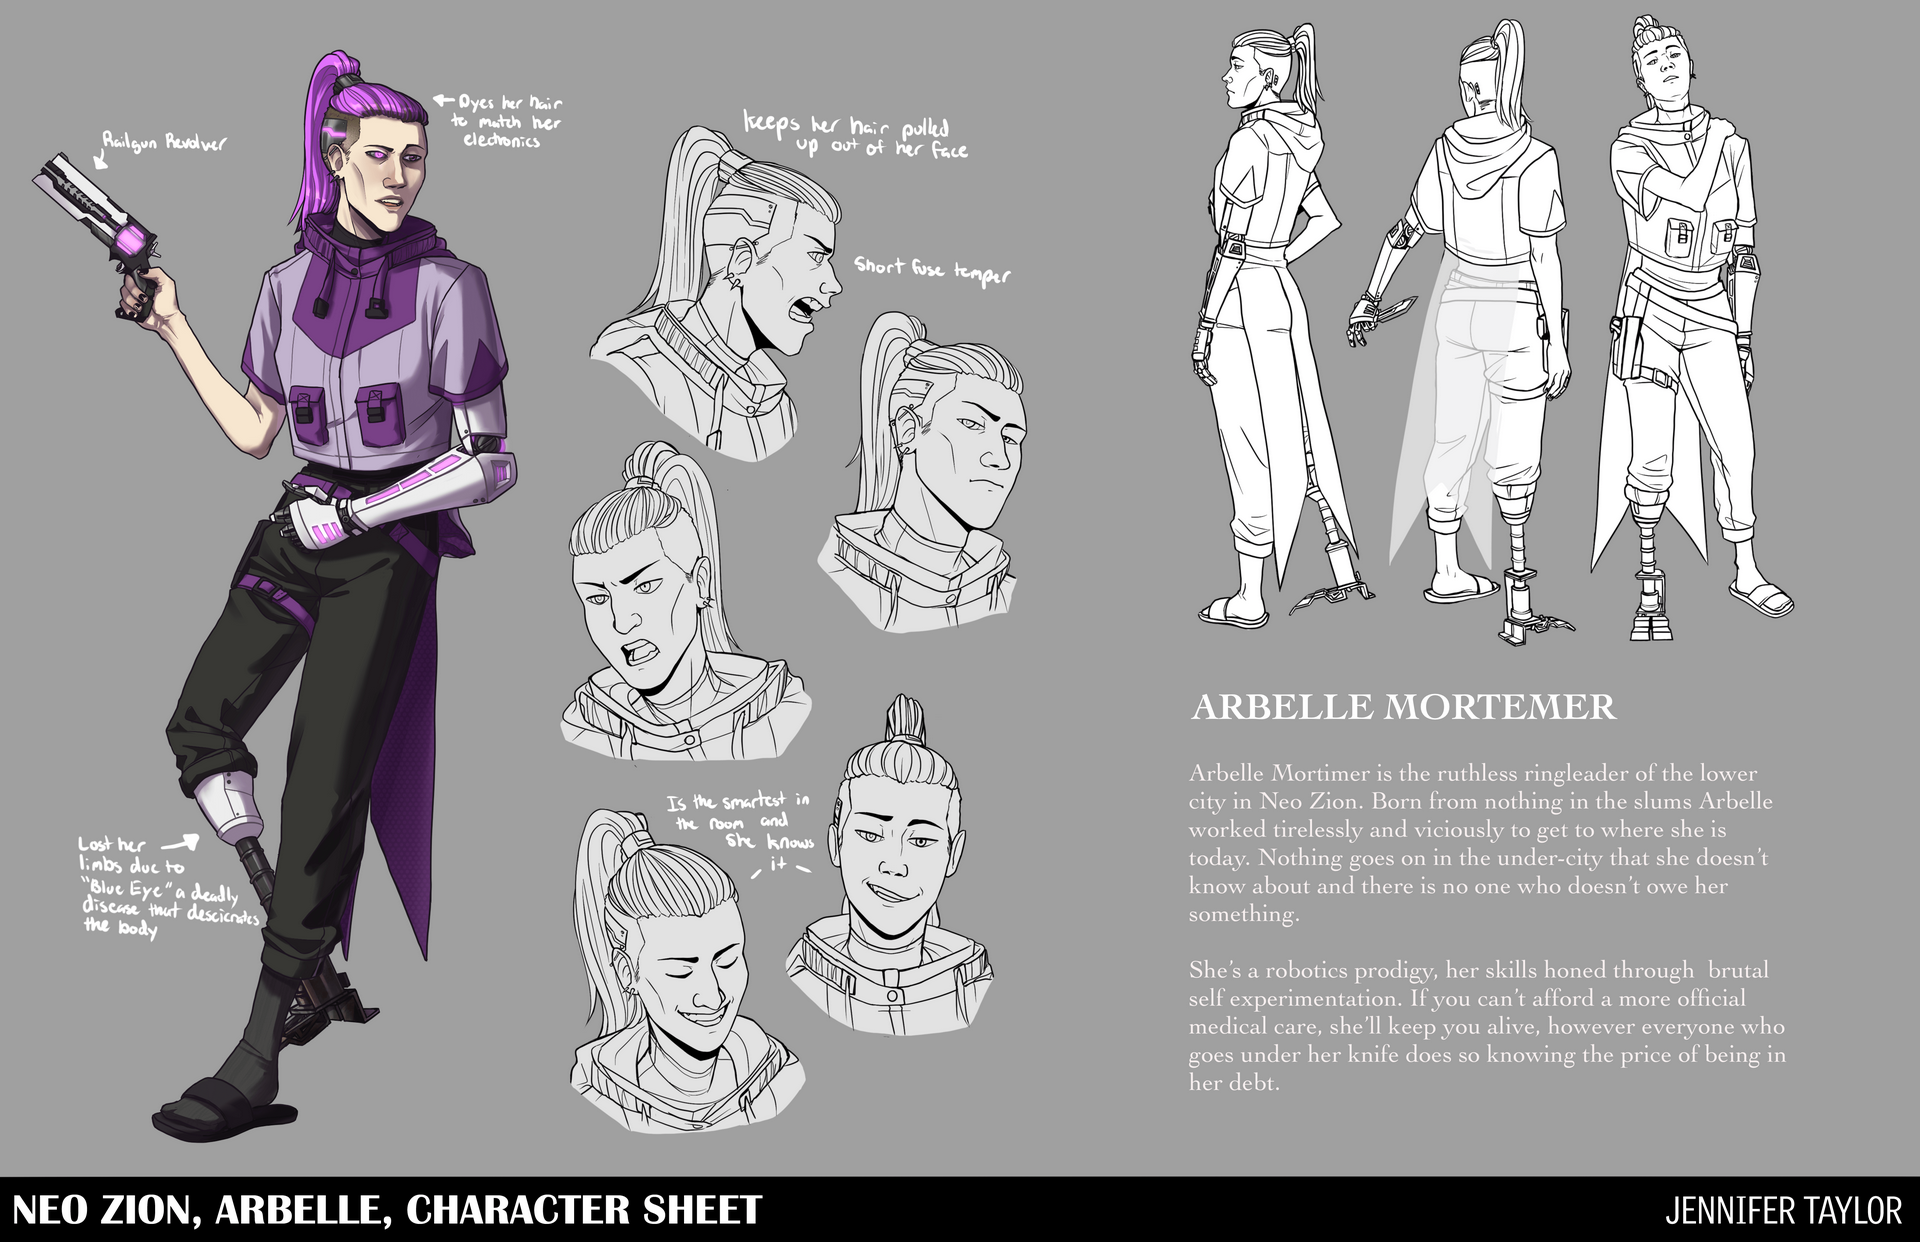 Railgun Revolver
Dyes her hair
to match her
electronics
keeps her hair pulled
up out of her face
Short fuse temper
Lost her
limbs due to
"Blue Eye" a deadly
disease that descicrates
the body
Is the smartest in
the room and
She knows
it
ARBELLE MORTEMER
Arbelle Mortimer is the ruthless ringleader of the lower
city in Neo Zion. Born from nothing in the slums Arbelle
worked tirelessly and viciously to get to where she is
today. Nothing goes on in the under-city that she doesn't
know about and there is no one who doesn't owe her
something.
She's a robotics prodigy, her skills honed through  brutal
self experimentation. If you can't afford a more official
medical care, she'll keep you alive, however everyone who
goes under her knife does so knowing the price of being in
her debt.
NEO ZION, ARBELLE, CHARACTER SHEET
JENNIFER TAYLOR